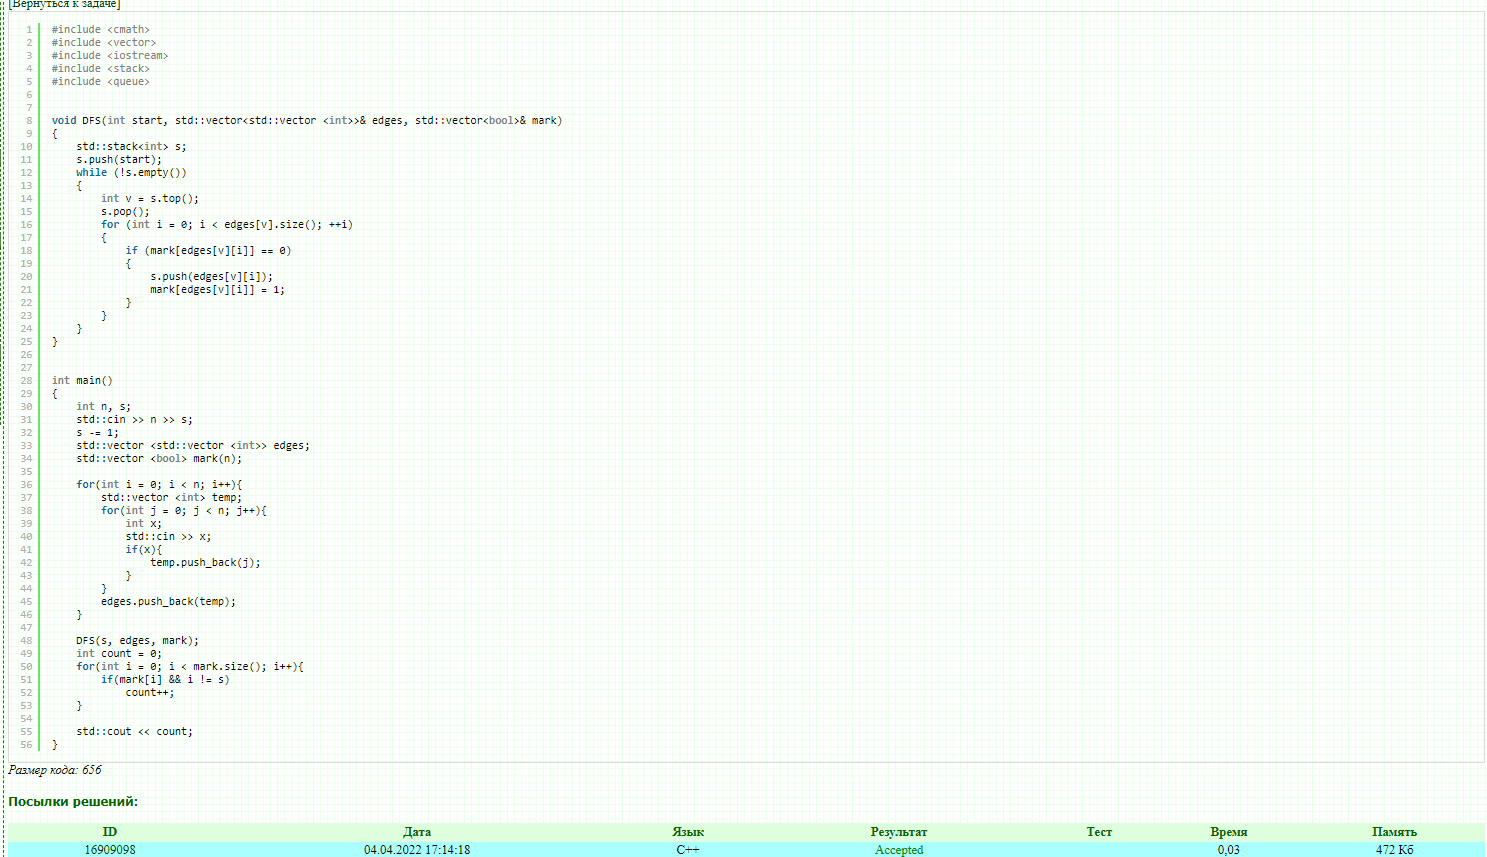 [Вернуться к задаче]
1 #include <cmath>
2 #include <vector>
3 #include <iostream>
4 #include <stack>
5 #include <queue>
6
7
8 void DFS(int start, std::vector<std::vector <int>>& edges, std::vector<bool>& mark)
9 {
10 std::stack<int> s;
11 s.push(start);
12 while (!s.empty())
13 {
14 int v = s.top();
15 s.pop();
16 for (int i = 0; i < edges[v].size(); ++i)
17 {
18 if (mark[edges[v][i]] == 0)
19 {
20 s.push(edges[v][i]);
21 mark[edges[v][i]] = 1;
22 }
23 }
24 }
25 }
26
27
28 int main()
29 {
30 int n, s;
31 std::cin >> n >> s;
32 s -= 1;
33 std::vector <std::vector <int>> edges;
34 std::vector <bool> mark(n);
35
36 for(int i = 0; i < n; i++){
37 std::vector <int> temp;
38 for(int j = 0; j < n; j++){
39 int x;
40 std::cin >> x;
41 if(x){
42 temp.push_back(j);
43 }
44 }
45 edges.push_back(temp);
46 }
47
48 DFS(s, edges, mark);
49 int count = 0;
50 for(int i = 0; i < mark.size(); i++){
51 if(mark[i] && i != s)
52 count++;
53 }
54
55 std::cout << count;
56 }
Размер кода: 656
Посылки решений:
ID Дата Язык Результат Тест Время Память
16909098 04.04.2022 17:14:18 C++ Accepted 0,03 472 Кб